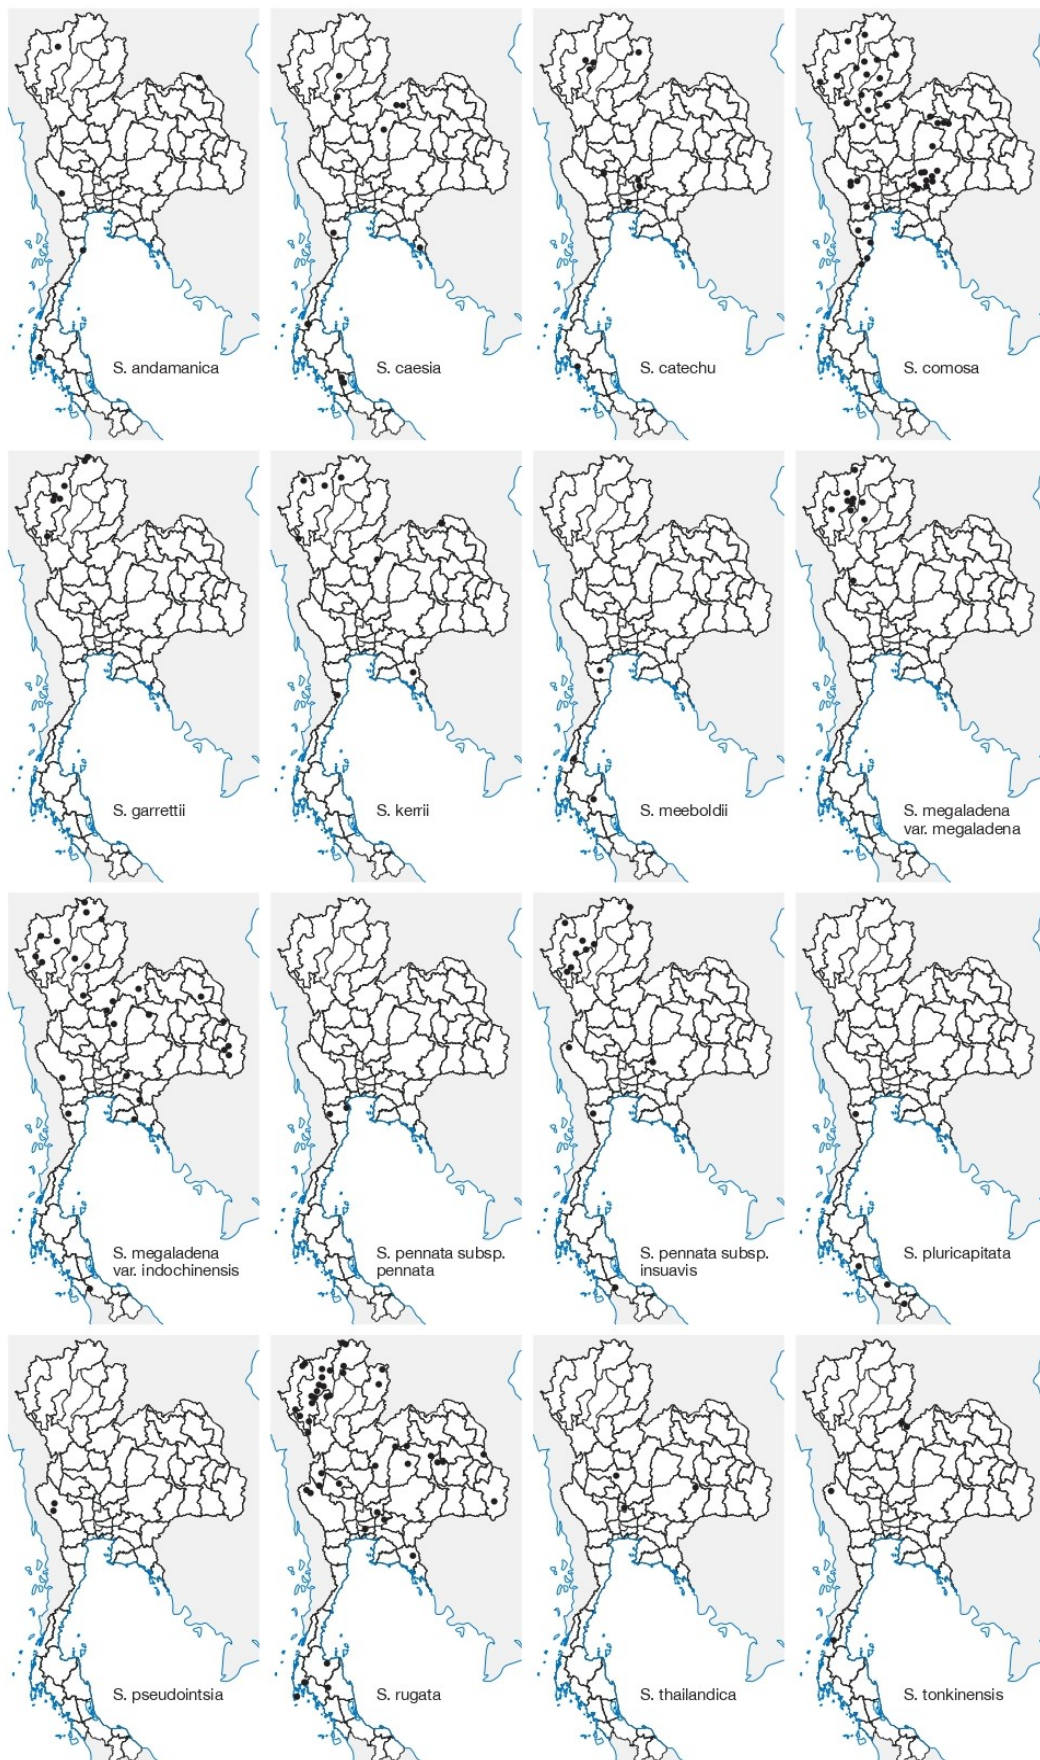 S. andamanica
S. caesia
S. catechu
S. comosa
S. garrettii
S. kerrii
S. meeboldii
S. megaladena
var. megaladena
S. megaladena
var. indochinensis
S. pennata subsp.
pennata
S. pennata subsp.
insuavis
S. pluricapitata
S. pseudointsia
S. rugata
S. thailandica
S. tonkinensis